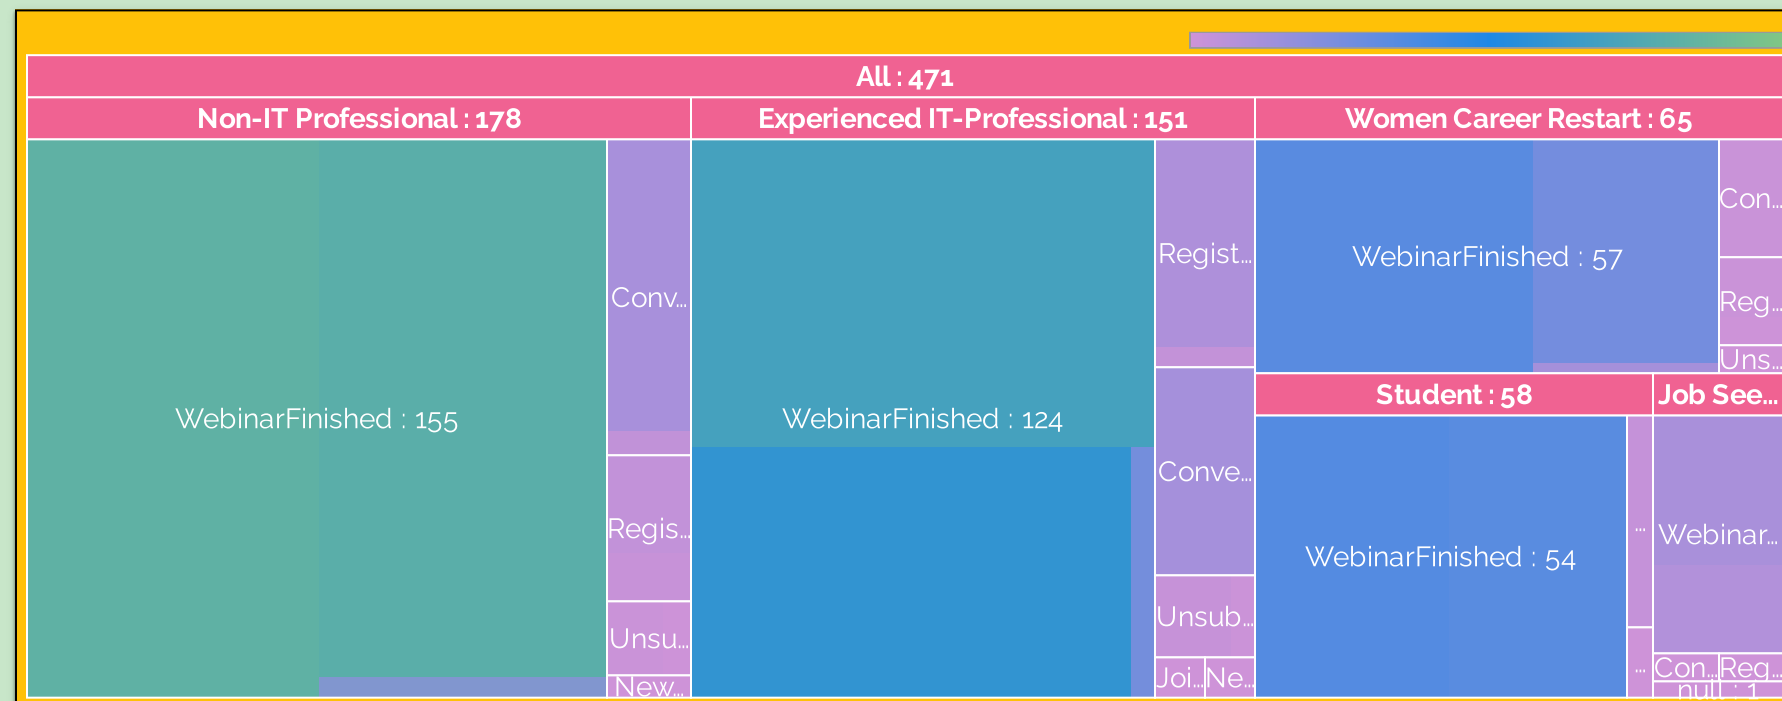 All : 471
Non-IT Professional : 178
Experienced IT-Professional : 151
Women Career Restart : 65
WebinarFinished : 155
Conv...
Regis...
Unsu...
New...
WebinarFinished : 124
Regist...
Conve...
Unsub...
Joi...
Ne...
WebinarFinished : 57
Con...
Reg...
Uns...
Student : 58
Job See...
WebinarFinished : 54
...
...
Webinar...
Con...
Reg...
null : 1